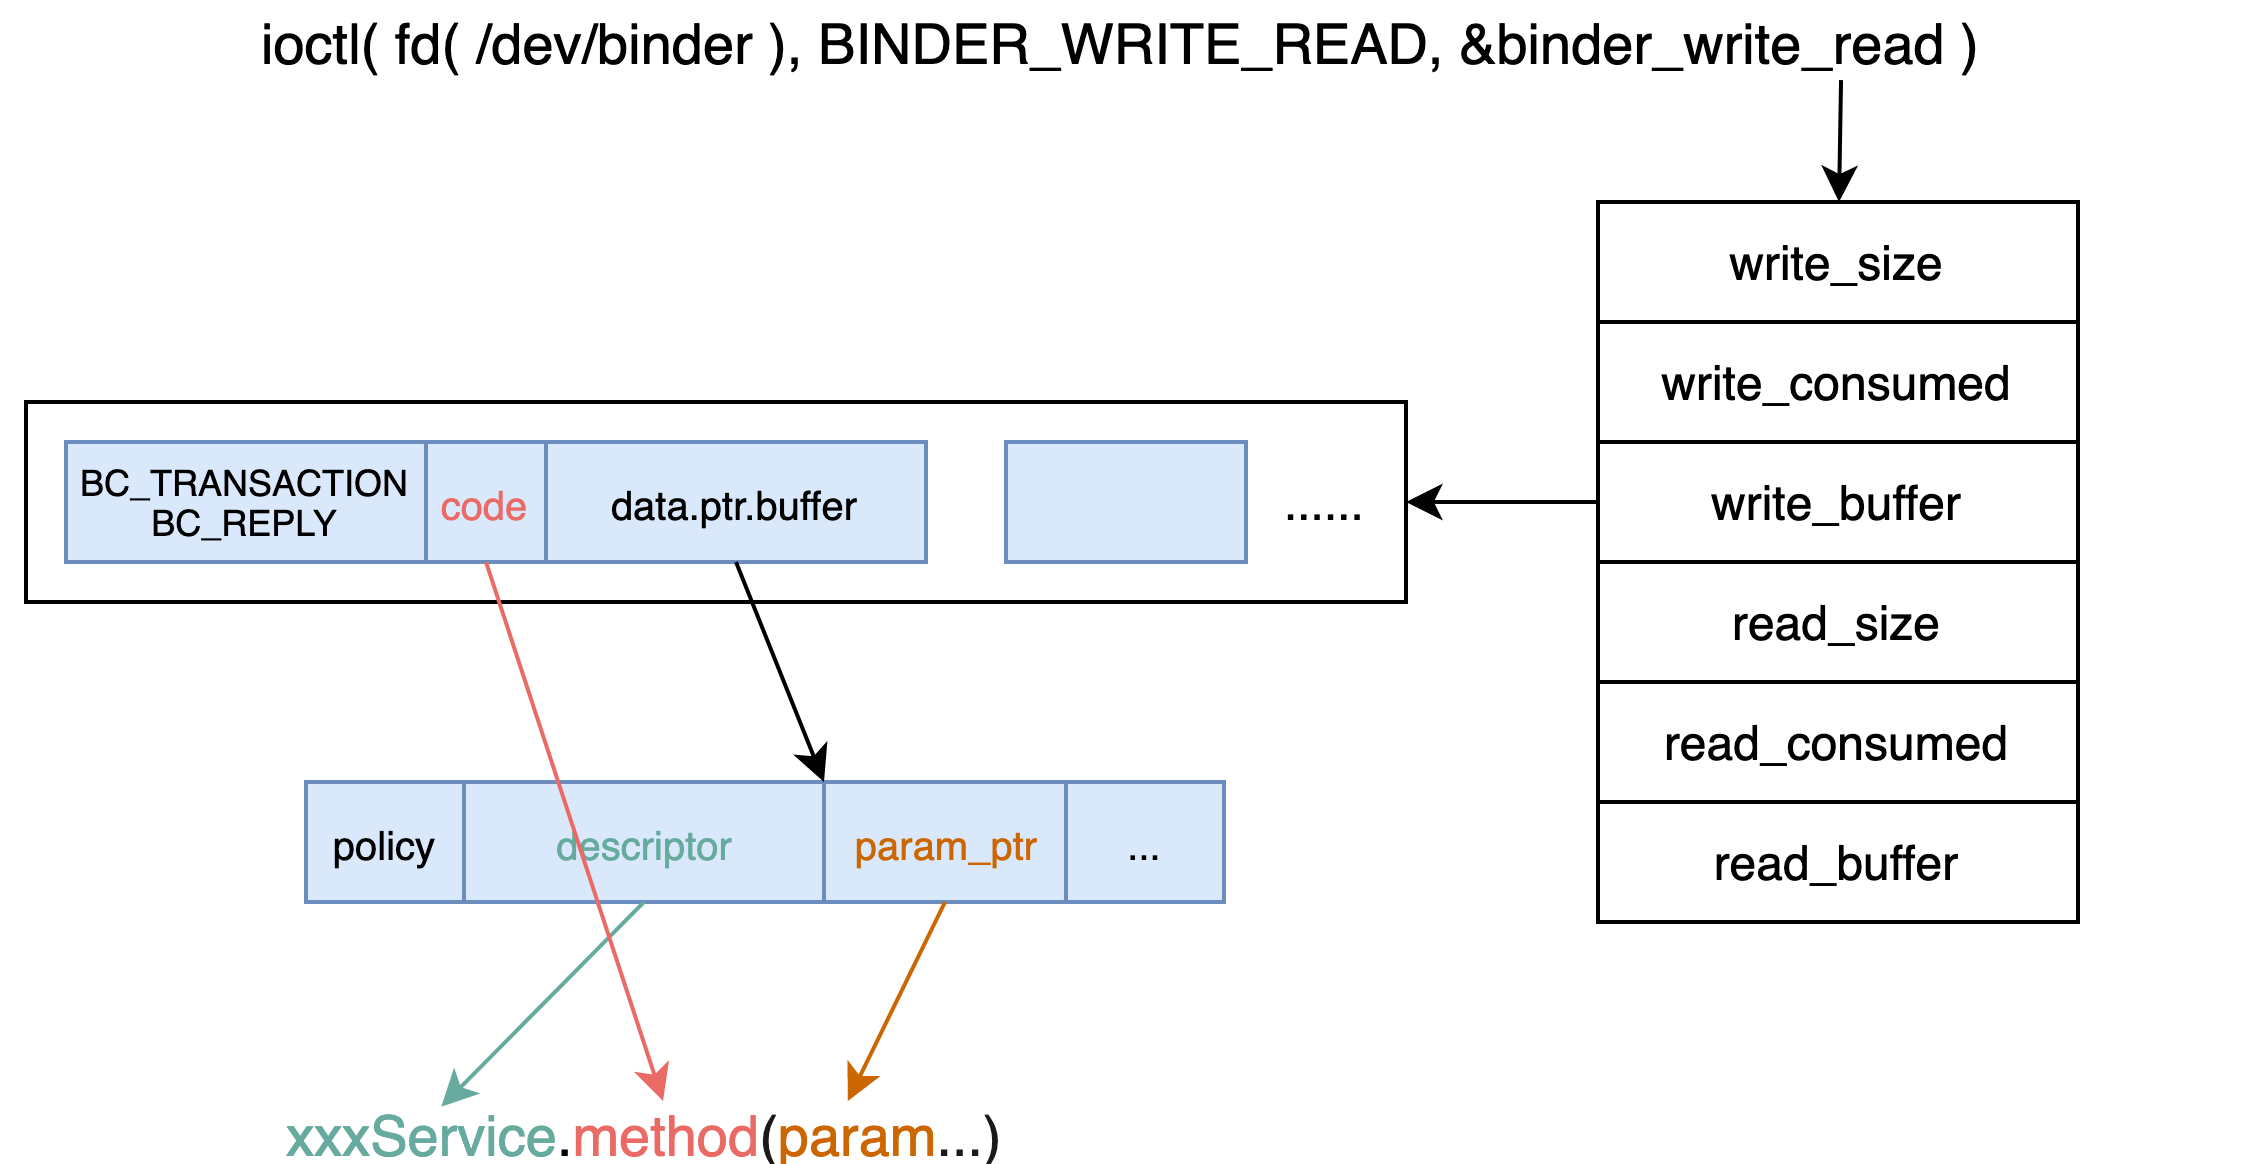 ioctl( fd( /dev/binder ), BINDER_WRITE_READ, &binder_write_read )
write_size
write_consumed
write_buffer
read_size
read_consumed
read_buffer
BC_TRANSACTION
BC_REPLY
code
data.ptr.buffer
......
policy
descriptor
param_ptr
...
xxxService.method(param...)